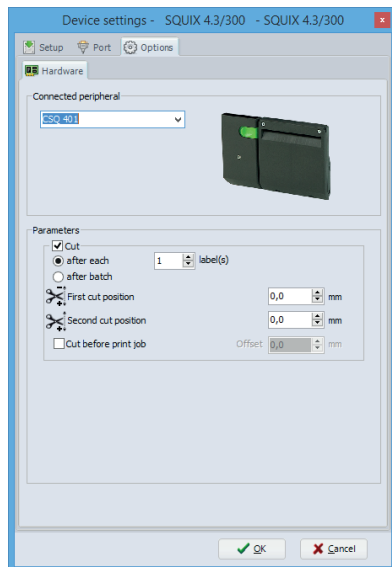 Device settings - SQUIX 4.3/300 - SQUIX 4.3/300 x
Setup Port Options
Hardware
Connected peripheral
CSQ 401
Parameters
Cut
after each 1 label(s)
after batch
First cut position 0,0 mm
Second cut position 0,0 mm
Cut before print job Offset 0,0 mm
OK Cancel